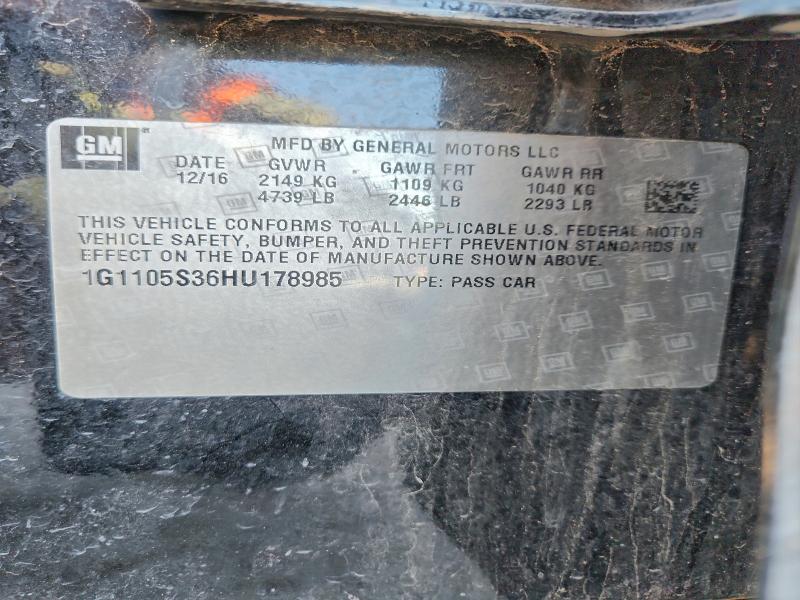 GM
MFD BY GENERAL MOTORS LLC
DATE GVWR GAWR FRT GAWR RR
12/16 2149 KG 1109 KG 1040 KG
4739 LB 2446 LB 2293 LB
THIS VEHICLE CONFORMS TO ALL APPLICABLE U.S. FEDERAL MOTOR
VEHICLE SAFETY, BUMPER, AND THEFT PREVENTION STANDARDS IN
EFFECT ON THE DATE OF MANUFACTURE SHOWN ABOVE.
1G1105S36HU178985 TYPE: PASS CAR